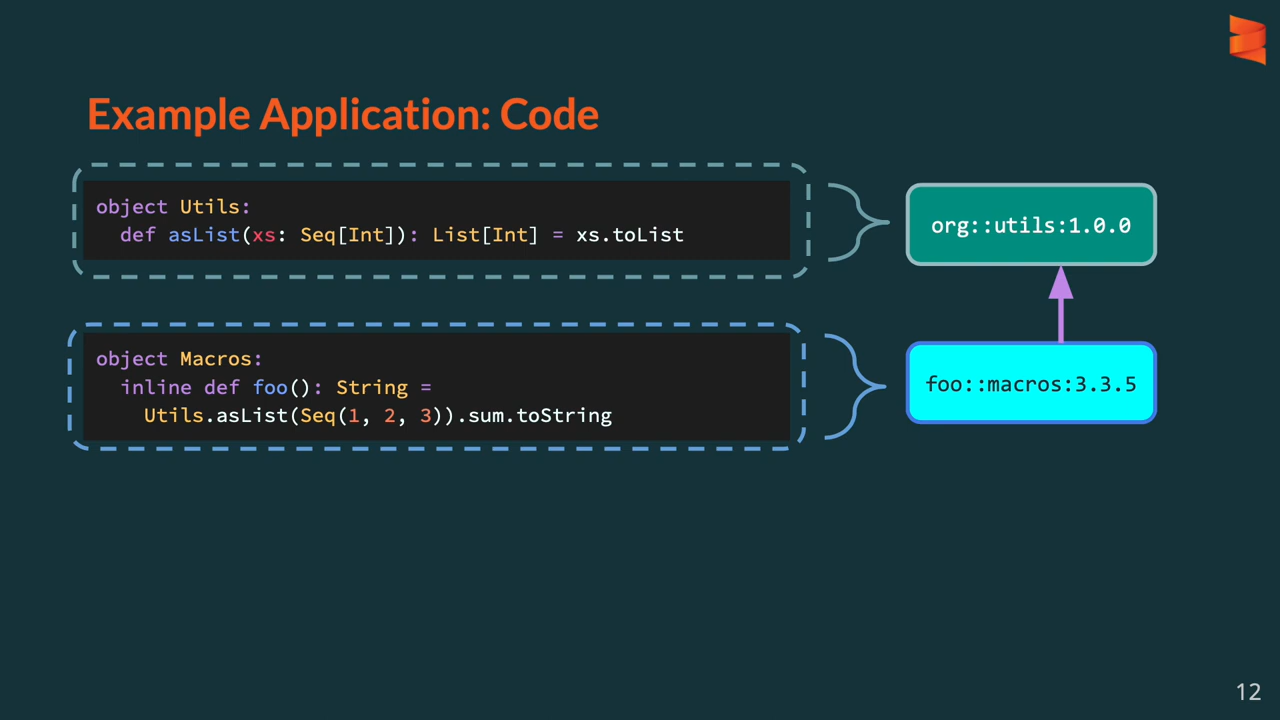 Example Application: Code
object Utils:
  def asList(xs: Seq[Int]): List[Int] = xs.toList
org::utils:1.0.0
object Macros:
  inline def foo(): String =
    Utils.asList(Seq(1, 2, 3)).sum.toString
foo::macros:3.3.5
12